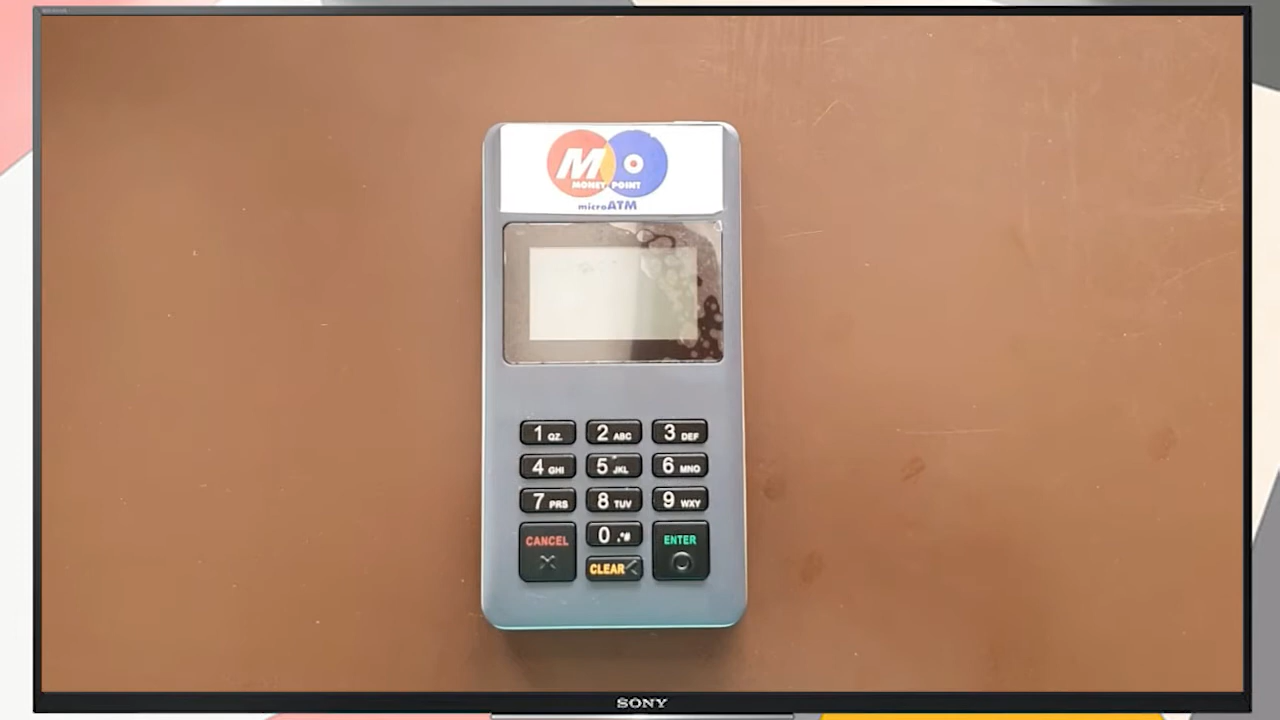 M
MONEY POINT
microATM
1 QZ. 2 ABC 3 DEF
4 GHI 5 JKL 6 MNO
7 PRS 8 TUV 9 WXY
CANCEL 0 .*# ENTER
CLEAR
SONY